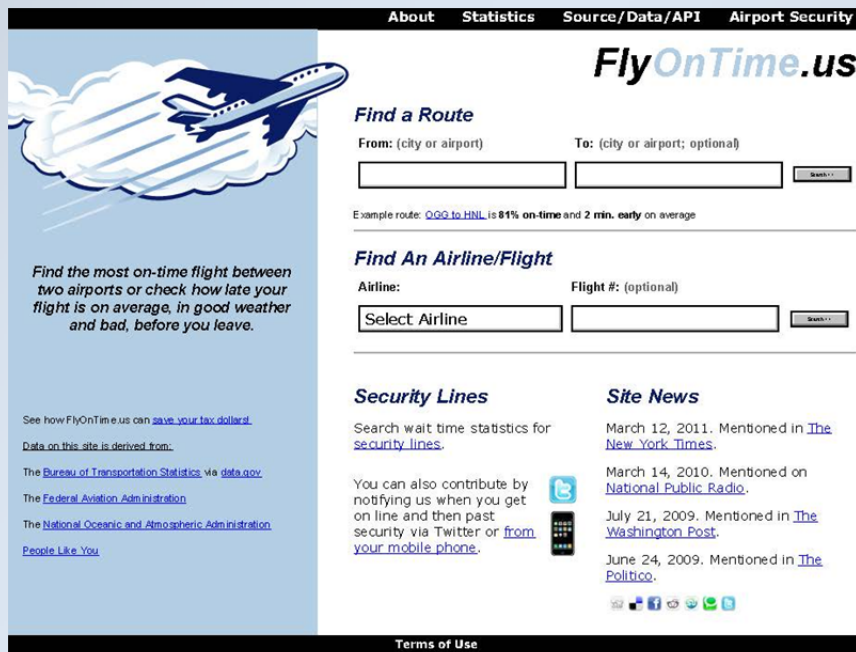 About Statistics Source/Data/API Airport Security
FlyOnTime.us
Find a Route
From: (city or airport) To: (city or airport; optional)
Search >>
Example route: OGG to HNL is 81% on-time and 2 min. early on average
Find An Airline/Flight
Airline: Flight #: (optional)
Select Airline
Search >>
Find the most on-time flight between
two airports or check how late your
flight is on average, in good weather
and bad, before you leave.
See how FlyOnTime.us can save your tax dollars!
Data on this site is derived from:
The Bureau of Transportation Statistics via data.gov
The Federal Aviation Administration
The National Oceanic and Atmospheric Administration
People Like You
Security Lines
Search wait time statistics for
security lines.
You can also contribute by
notifying us when you get
on line and then past
security via Twitter or from
your mobile phone.
Site News
March 12, 2011. Mentioned in The
New York Times.
March 14, 2010. Mentioned on
National Public Radio.
July 21, 2009. Mentioned in The
Washington Post.
June 24, 2009. Mentioned in The
Politico.
Terms of Use